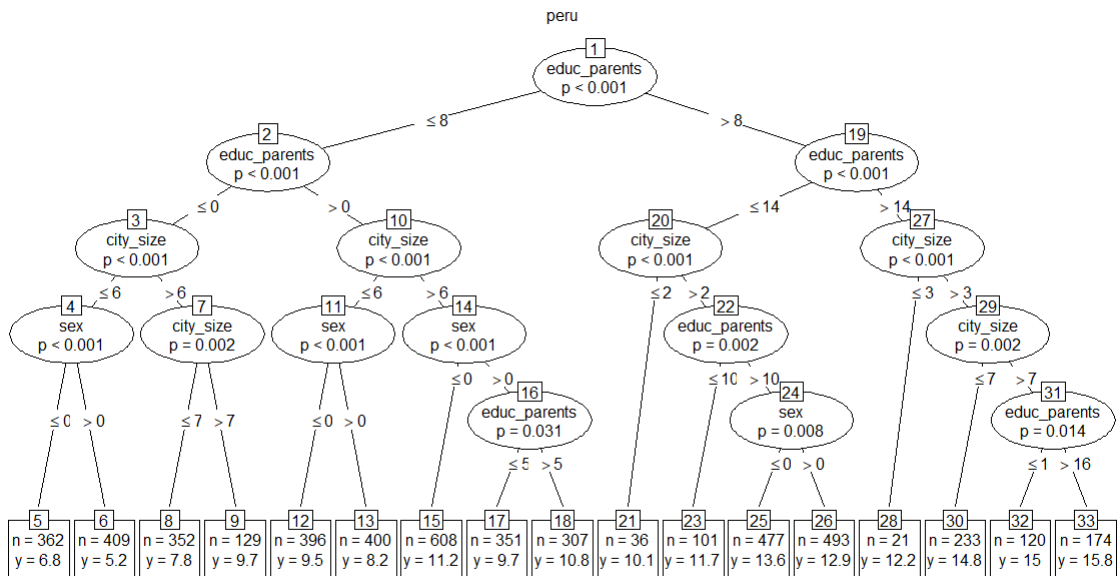 peru
1
educ_parents
p < 0.001
≤ 8
> 8
2
educ_parents
p < 0.001
19
educ_parents
p < 0.001
≤ 0
> 0
≤ 14
> 14
3
city_size
p < 0.001
10
city_size
p < 0.001
20
city_size
p < 0.001
27
city_size
p < 0.001
≤ 6
> 6
≤ 6
> 6
≤ 2
> 2
≤ 3
> 3
4
sex
p < 0.001
7
city_size
p = 0.002
11
sex
p < 0.001
14
sex
p < 0.001
22
educ_parents
p = 0.002
29
city_size
p = 0.002
≤ 0
> 0
≤ 10
> 10
≤ 7
> 7
16
educ_parents
p = 0.031
24
sex
p = 0.008
31
educ_parents
p = 0.014
≤ 0
> 0
≤ 7
> 7
≤ 0
> 0
≤ 5
> 5
≤ 0
> 0
≤ 1
> 16
5
n = 362
y = 6.8
6
n = 409
y = 5.2
8
n = 352
y = 7.8
9
n = 129
y = 9.7
12
n = 396
y = 9.5
13
n = 400
y = 8.2
15
n = 608
y = 11.2
17
n = 351
y = 9.7
18
n = 307
y = 10.8
21
n = 36
y = 10.1
23
n = 101
y = 11.7
25
n = 477
y = 13.6
26
n = 493
y = 12.9
28
n = 21
y = 12.2
30
n = 233
y = 14.8
32
n = 120
y = 15
33
n = 174
y = 15.8